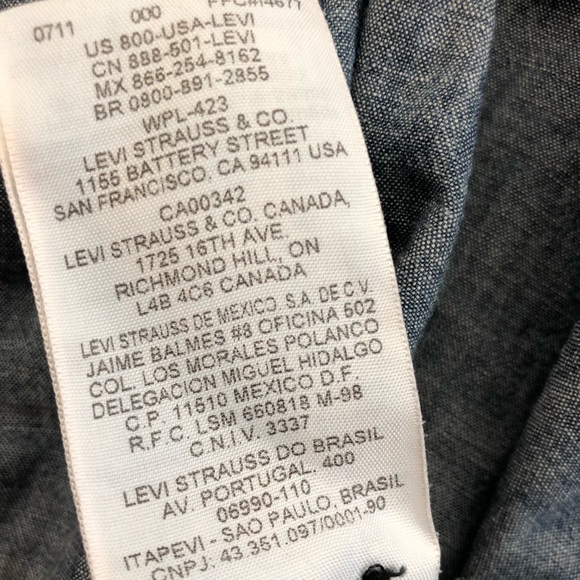 0711 000
US 800-USA-LEVI
CN 888-501-LEVI
MX 866-254-8162
BR 0800-891-2855
WPL-423
LEVI STRAUSS & CO.
1155 BATTERY STREET
SAN FRANCISCO. CA 94111 USA
CA00342
LEVI STRAUSS & CO. CANADA,
1725 16TH AVE.
RICHMOND HILL, ON
L4B 4C6 CANADA
LEVI STRAUSS DE MEXICO. S.A. DE C.V.
JAIME BALMES #8 OFICINA 502
COL. LOS MORALES POLANCO
DELEGACION MIGUEL HIDALGO
C.P. 11510 MEXICO D.F.
R.F.C. LSM 660818 M-98
C.N.I.V. 3337
LEVI STRAUSS DO BRASIL
AV. PORTUGAL. 400
06990-110
ITAPEVI - SAO PAULO, BRASIL
CNPJ. 43.351.097/0001-90